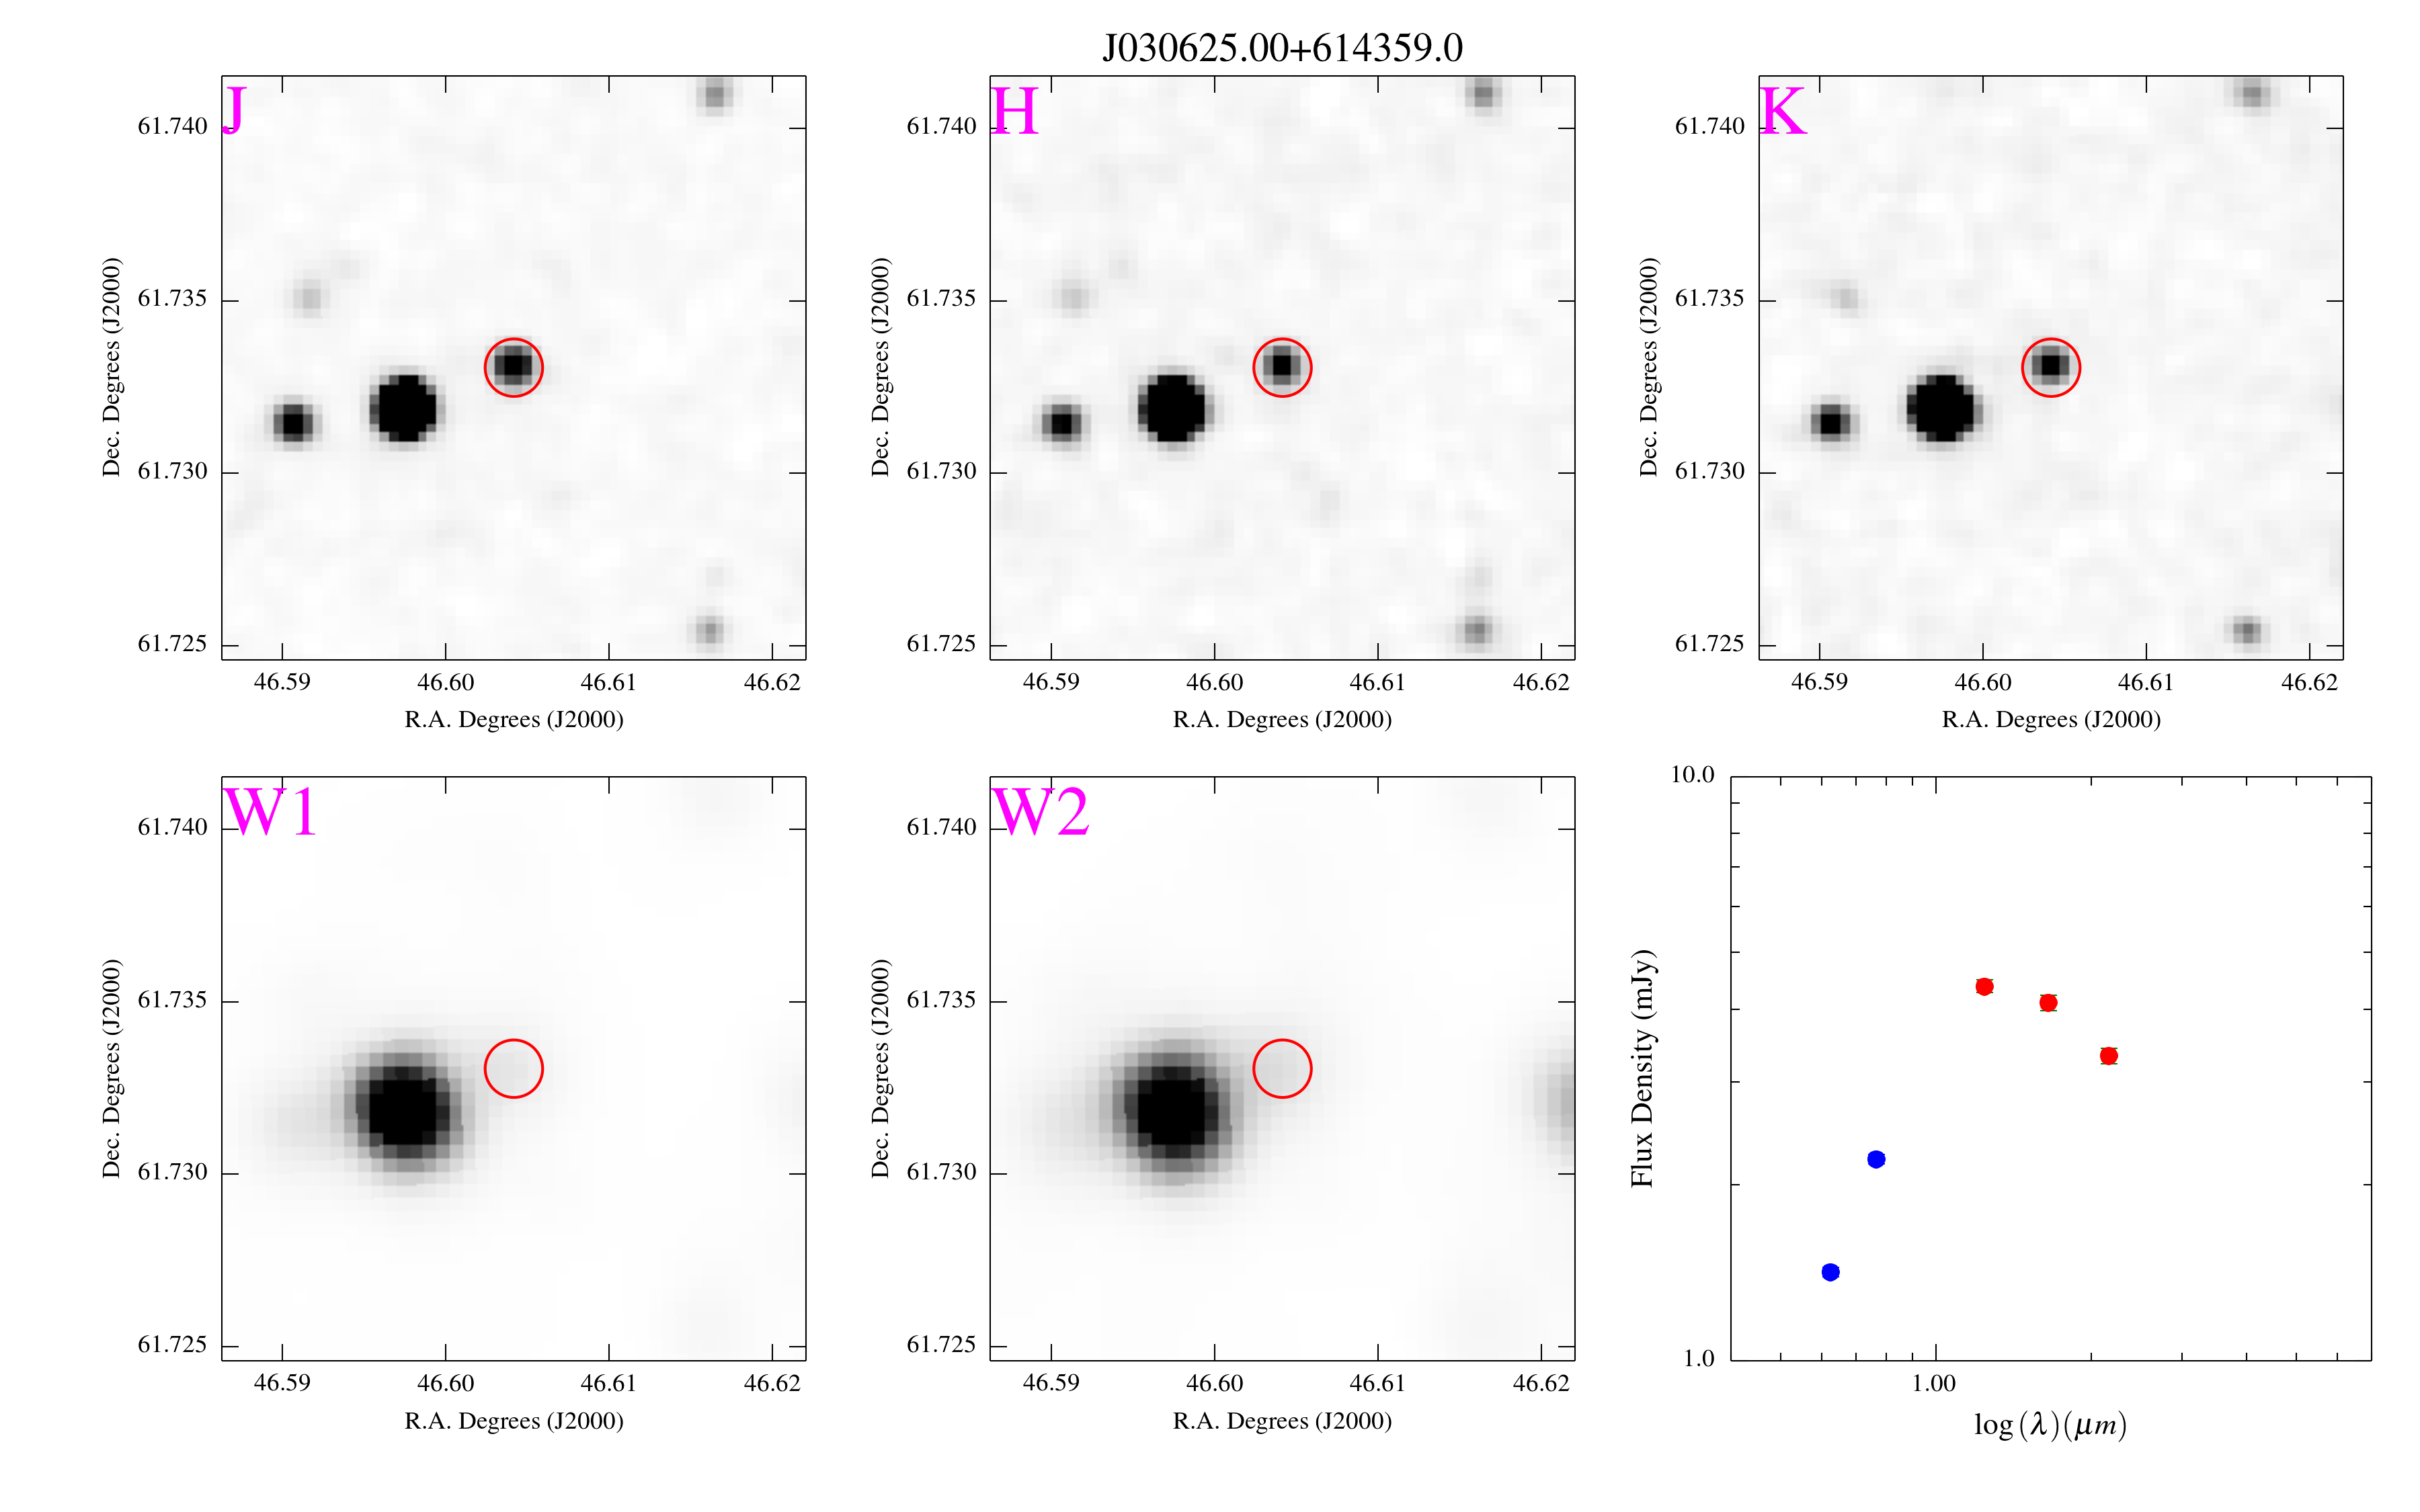 J030625.00+614359.0
J
61.740
61.735
61.730
61.725
46.59 46.60 46.61 46.62
R.A. Degrees (J2000)
Dec. Degrees (J2000)
H
61.740
61.735
61.730
61.725
46.59 46.60 46.61 46.62
R.A. Degrees (J2000)
Dec. Degrees (J2000)
K
61.740
61.735
61.730
61.725
46.59 46.60 46.61 46.62
R.A. Degrees (J2000)
Dec. Degrees (J2000)
W1
61.740
61.735
61.730
61.725
46.59 46.60 46.61 46.62
R.A. Degrees (J2000)
Dec. Degrees (J2000)
W2
61.740
61.735
61.730
61.725
46.59 46.60 46.61 46.62
R.A. Degrees (J2000)
Dec. Degrees (J2000)
10.0
1.0
1.00
log (λ)(μm)
Flux Density (mJy)